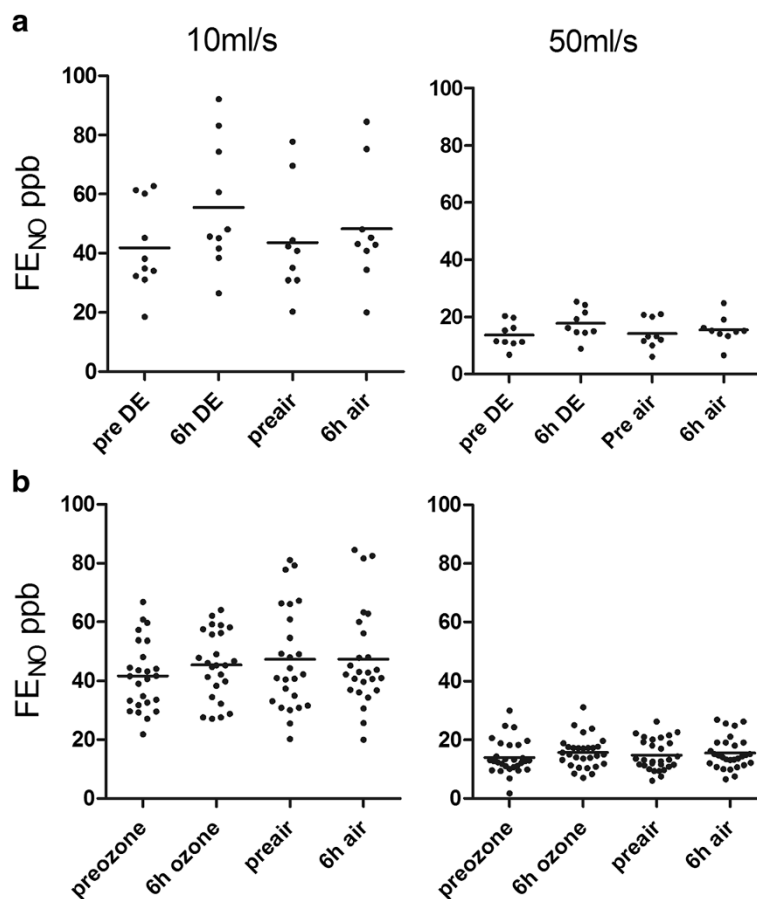 a
10ml/s
50ml/s
FENO ppb
100
80
60
40
20
0
pre DE
6h DE
preair
6h air
100
80
60
40
20
0
pre DE
6h DE
Pre air
6h air
b
FENO ppb
100
80
60
40
20
0
preozone
6h ozone
preair
6h air
100
80
60
40
20
0
preozone
6h ozone
preair
6h air